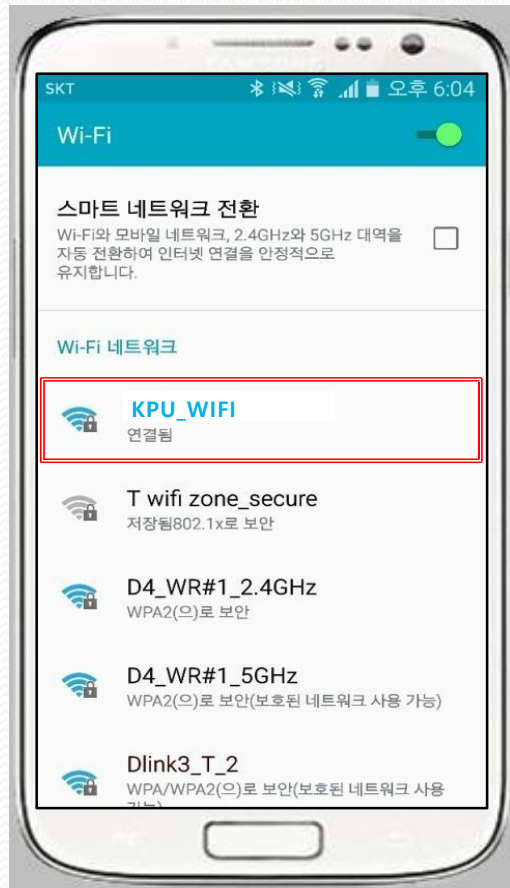 SKT 오후 6:04
Wi-Fi
스마트 네트워크 전환
Wi-Fi와 모바일 네트워크, 2.4GHz와 5GHz 대역을
자동 전환하여 인터넷 연결을 안정적으로
유지합니다.
Wi-Fi 네트워크
KPU_WIFI
연결됨
T wifi zone_secure
저장됨802.1x로 보안
D4_WR#1_2.4GHz
WPA2(으)로 보안
D4_WR#1_5GHz
WPA2(으)로 보안(보호된 네트워크 사용 가능)
Dlink3_T_2
WPA/WPA2(으)로 보안(보호된 네트워크 사용